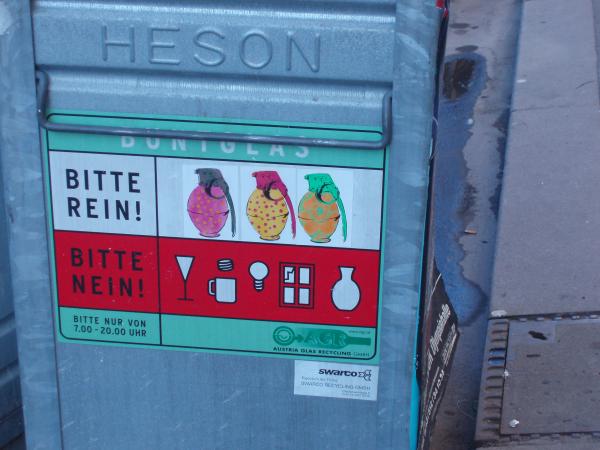 HESON
BUNTGLAS
BITTE
REIN!
BITTE
NEIN!
BITTE NUR VON
7.00-20.00 UHR
AGR
AUSTRIA GLAS RECYCLING GmbH
swarco
SWARCO RECYCLING GMBH